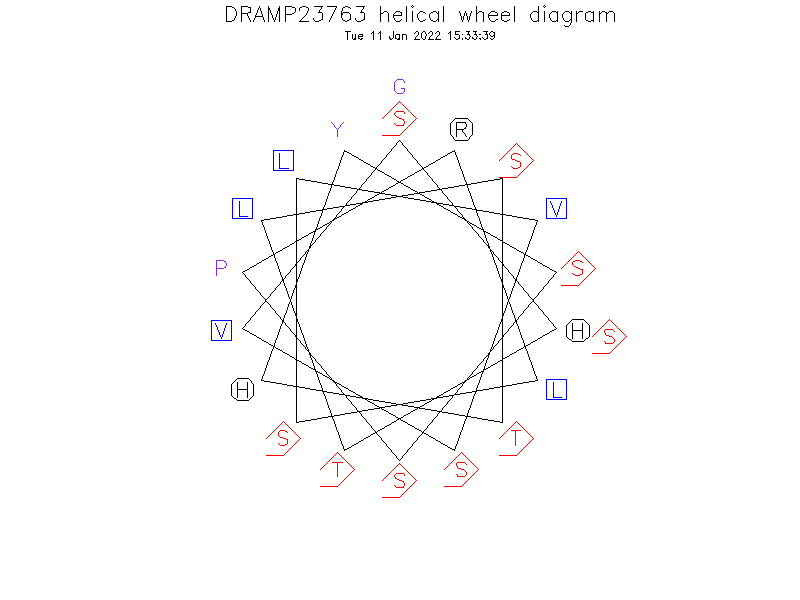 DRAMP23763 helical wheel diagram
Tue 11 Jan 2022 15:33:39
G
S
Y R
L S
L V
P S
V H S
H L
S T
T S S